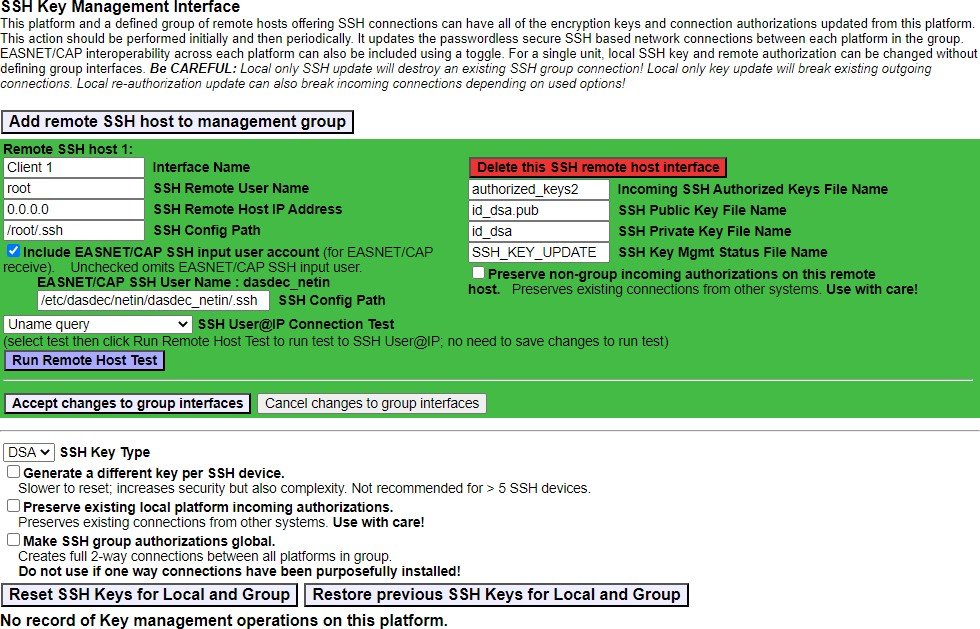 SSH Key Management Interface
This platform and a defined group of remote hosts offering SSH connections can have all of the encryption keys and connection authorizations updated from this platform.
This action should be performed initially and then periodically. It updates the passwordless secure SSH based network connections between each platform in the group.
EASNET/CAP interoperability across each platform can also be included using a toggle. For a single unit, local SSH key and remote authorization can be changed without
defining group interfaces. Be CAREFUL: Local only SSH update will destroy an existing SSH group connection! Local only key update will break existing outgoing
connections. Local re-authorization update can also break incoming connections depending on used options!
Add remote SSH host to management group
Remote SSH host 1:
Client 1 Interface Name
root SSH Remote User Name
0.0.0.0 SSH Remote Host IP Address
/root/.ssh SSH Config Path
Include EASNET/CAP SSH input user account (for EASNET/CAP
receive). Unchecked omits EASNET/CAP SSH input user.
EASNET/CAP SSH User Name : dasdec_netin
/etc/dasdec/netin/dasdec_netin/.ssh SSH Config Path
Delete this SSH remote host interface
authorized_keys2 Incoming SSH Authorized Keys File Name
id_dsa.pub SSH Public Key File Name
id_dsa SSH Private Key File Name
SSH_KEY_UPDATE SSH Key Mgmt Status File Name
Preserve non-group incoming authorizations on this remote
host. Preserves existing connections from other systems. Use with care!
Uname query SSH User@IP Connection Test
(select test then click Run Remote Host Test to run test to SSH User@IP; no need to save changes to run test)
Run Remote Host Test
Accept changes to group interfaces Cancel changes to group interfaces
DSA SSH Key Type
Generate a different key per SSH device.
Slower to reset; increases security but also complexity. Not recommended for > 5 SSH devices.
Preserve existing local platform incoming authorizations.
Preserves existing connections from other systems. Use with care!
Make SSH group authorizations global.
Creates full 2-way connections between all platforms in group.
Do not use if one way connections have been purposefully installed!
Reset SSH Keys for Local and Group Restore previous SSH Keys for Local and Group
No record of Key management operations on this platform.